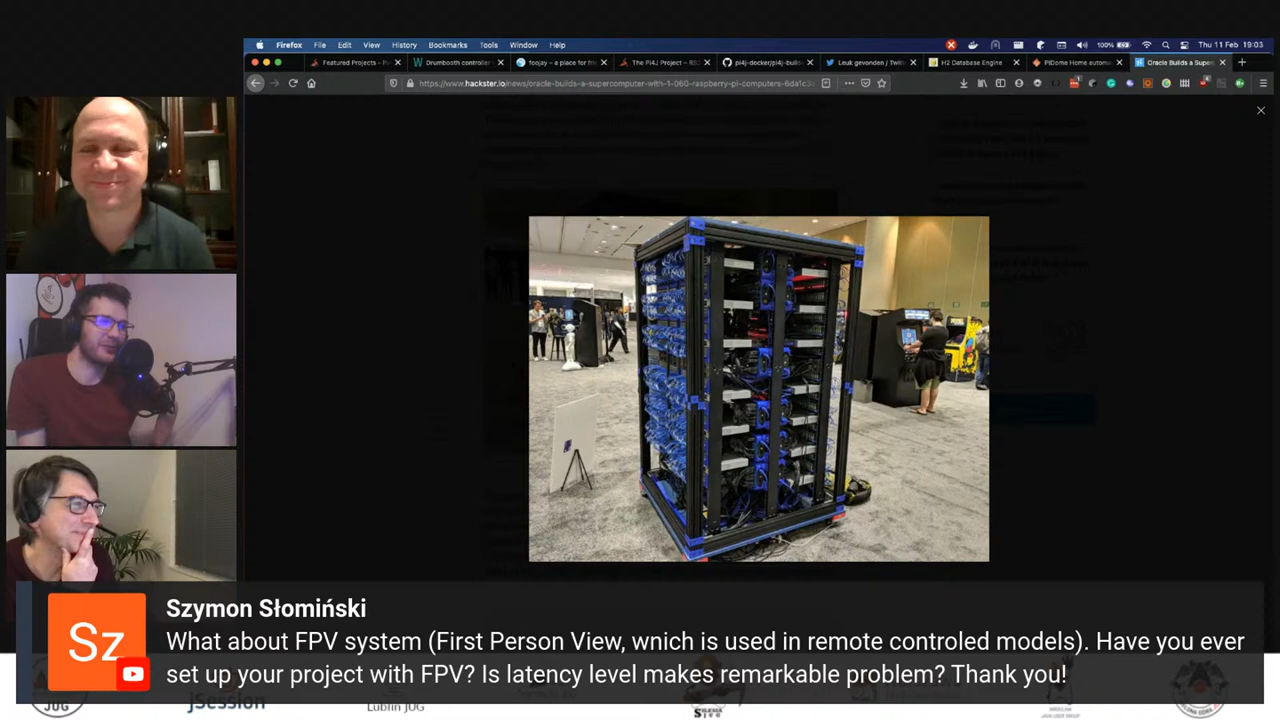 Firefox File Edit View History Bookmarks Tools Window Help 100% Thu 11 Feb 19:03
Featured Projects – Drumbooth controller foojay – a place for The Pi4J Project – pi4j-docker/pi4j-build Leuk gevonden / Twit H2 Database Engine PiDome Home autom Oracle Builds a Super
https://www.hackster.io/news/oracle-builds-a-supercomputer-with-1-060-raspberry-pi-computers-
Sz
Szymon Słomiński
What about FPV system (First Person View, wnich is used in remote controled models). Have you ever
set up your project with FPV? Is latency level makes remarkable problem? Thank you!
JUG
jSession
Lublin JUG